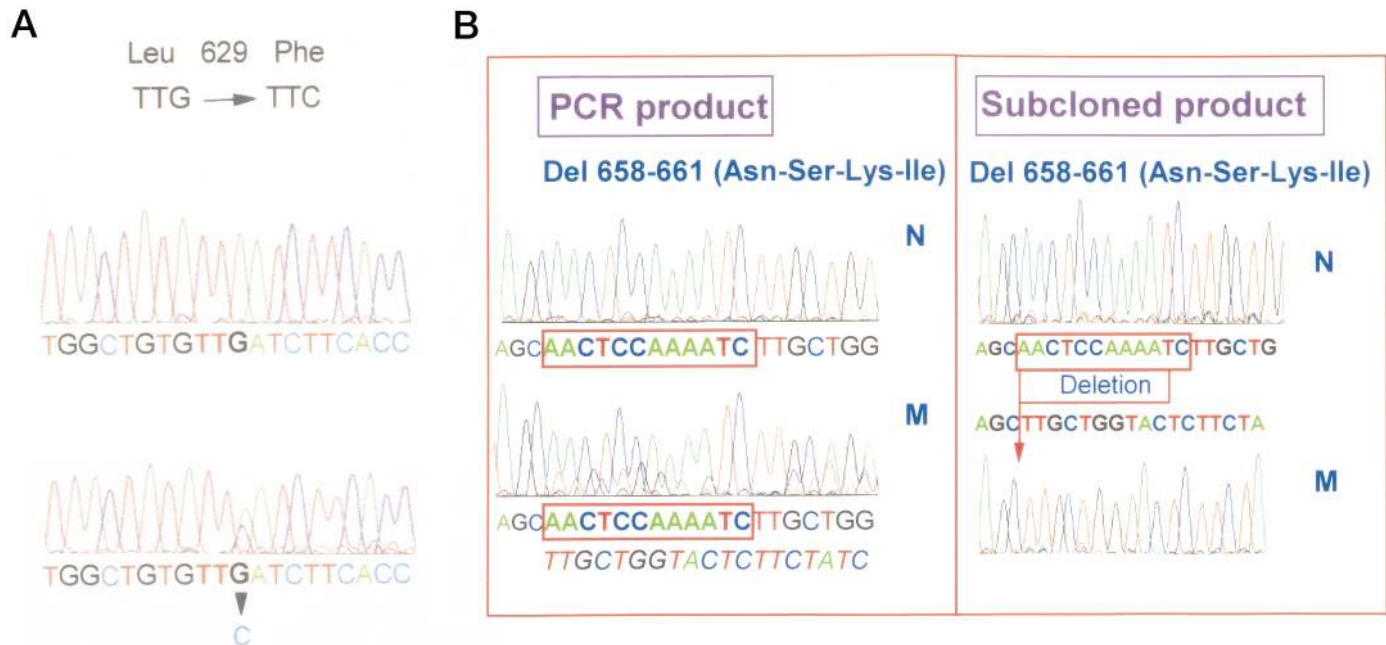 A
Leu 629 Phe
TTG → TTC
TGGCTGTGTTGATCTTCACC
TGGCTGTGTTGATCTTCACC
C
B
PCR product
Del 658-661 (Asn-Ser-Lys-Ile)
N
AGCAACTCCAAAATCTTGCTGG
M
AGCAACTCCAAAATCTTGCTGG
TTGCTGGTACTCTTCTATC
Subcloned product
Del 658-661 (Asn-Ser-Lys-Ile)
N
AGCAACTCCAAAATCTTGCTG
Deletion
AGCTTGCTGGTACTCTTCTA
M